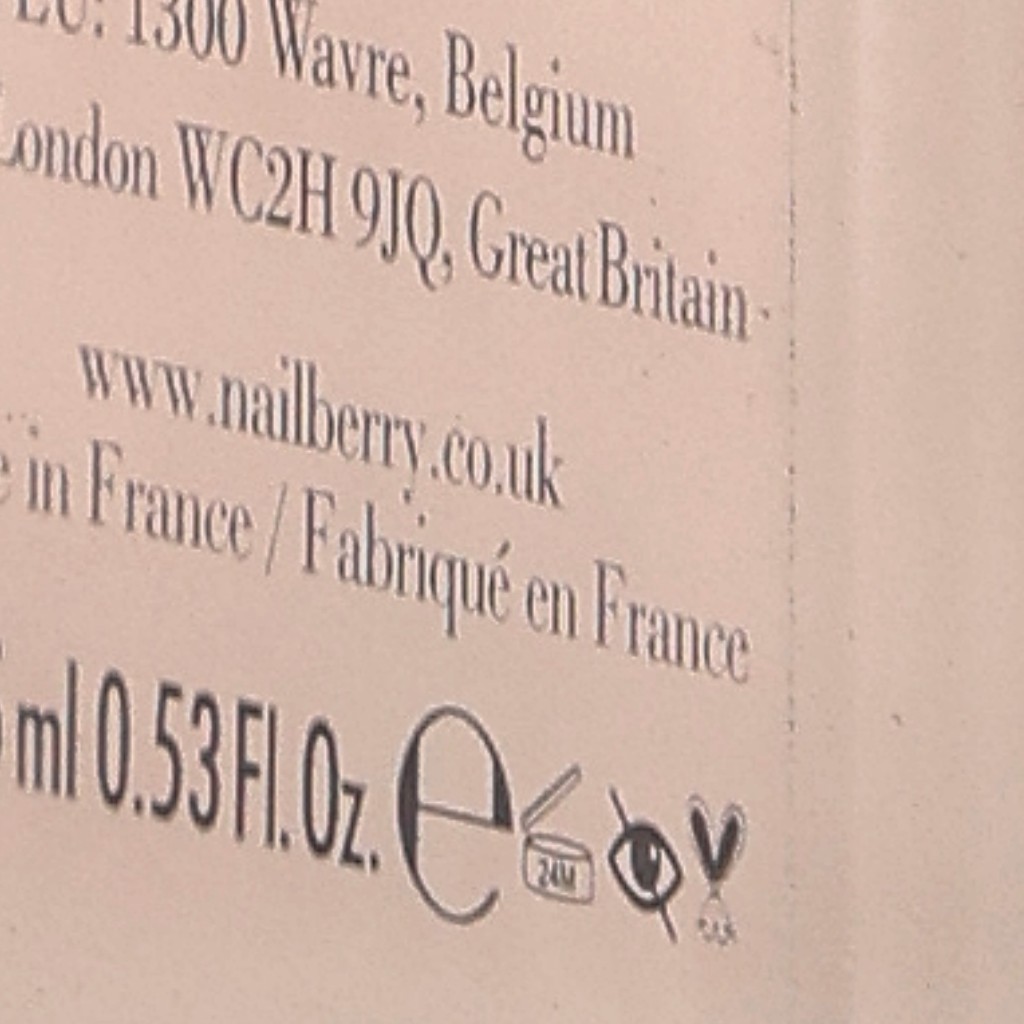 EU: 1300 Wavre, Belgium
London WC2H 9JQ, Great Britain
www.nailberry.co.uk
in France / Fabriqué en France
ml 0.53 Fl. Oz. e 24M